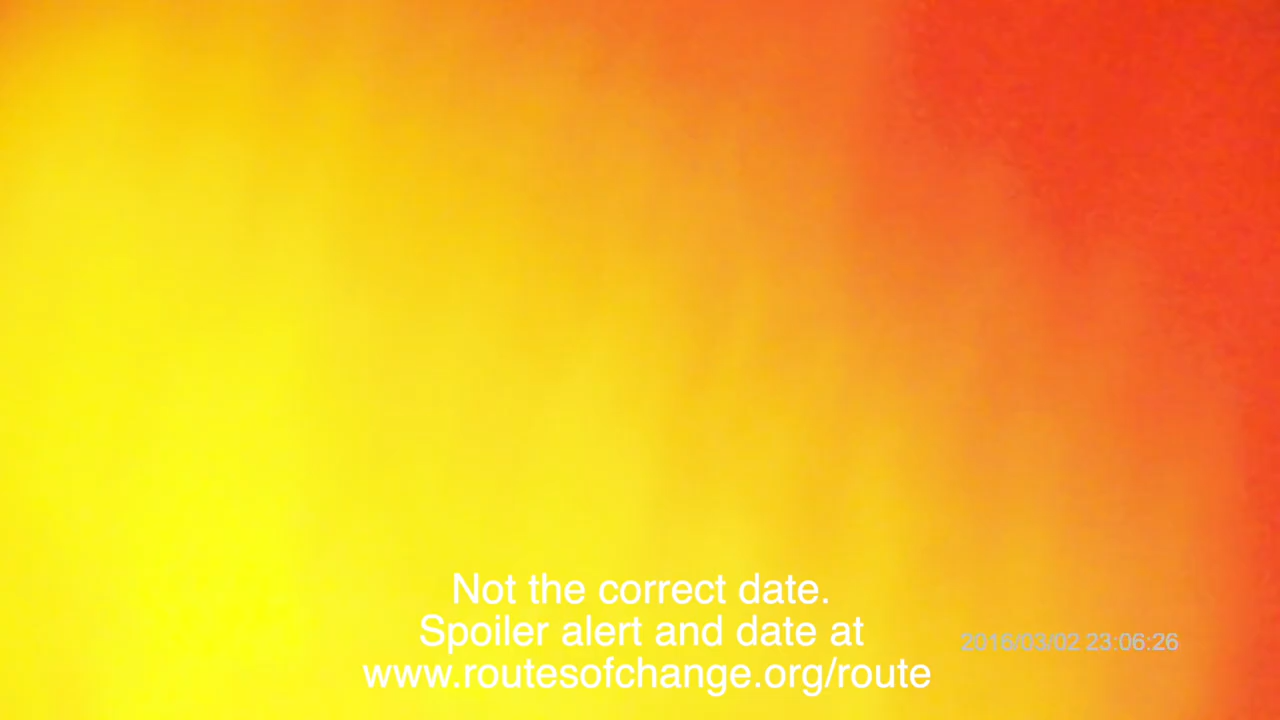 Not the correct date.
Spoiler alert and date at
www.routesofchange.org/route
2016/03/02 23:06:26